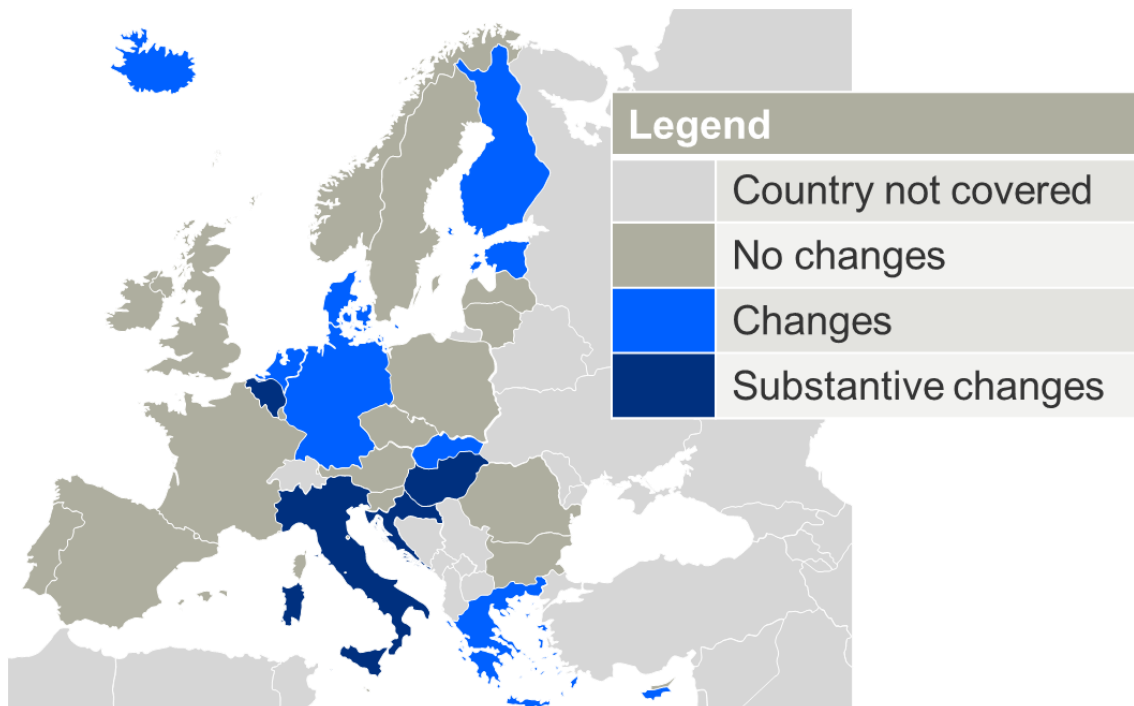 Legend
Country not covered
No changes
Changes
Substantive changes